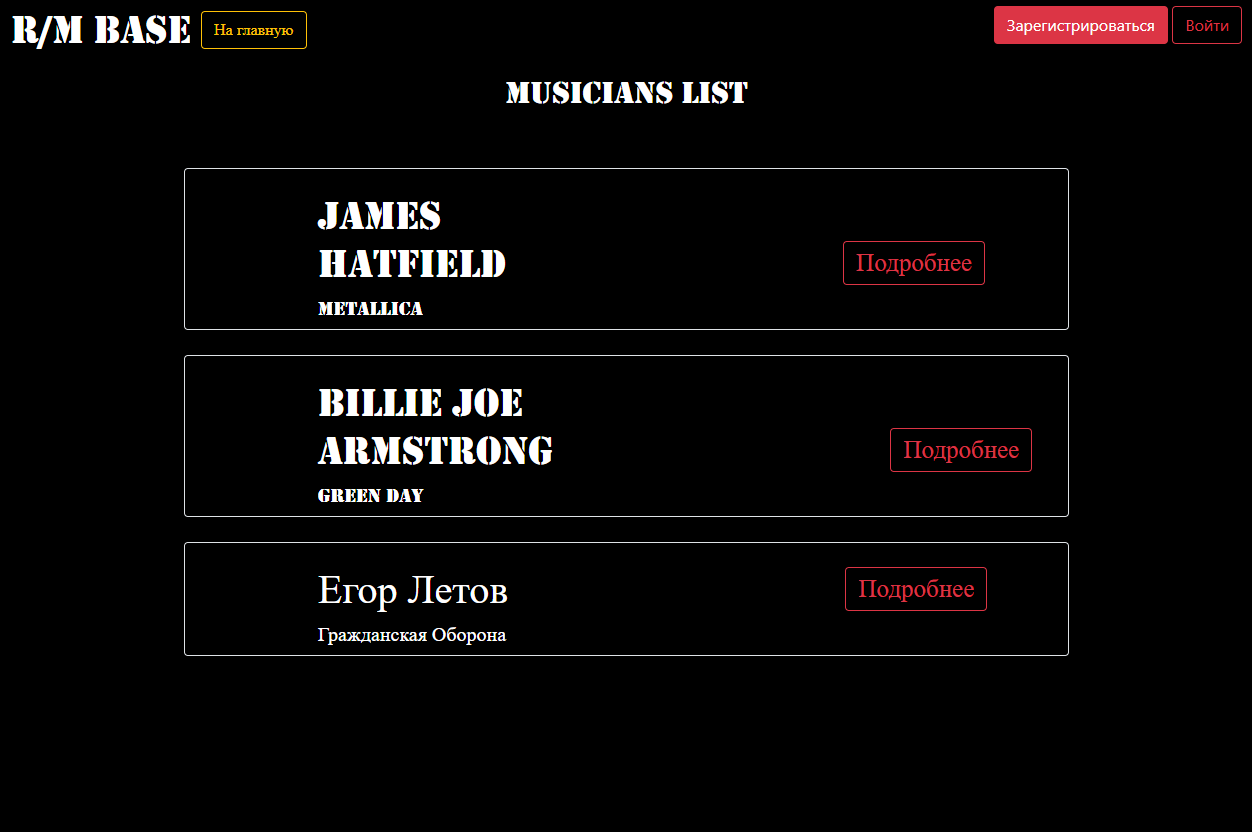 R/M BASE На главную Зарегистрироваться Войти
MUSICIANS LIST
JAMES
HATFIELD
METALLICA
Подробнее
BILLIE JOE
ARMSTRONG
GREEN DAY
Подробнее
Егор Летов
Гражданская Оборона
Подробнее